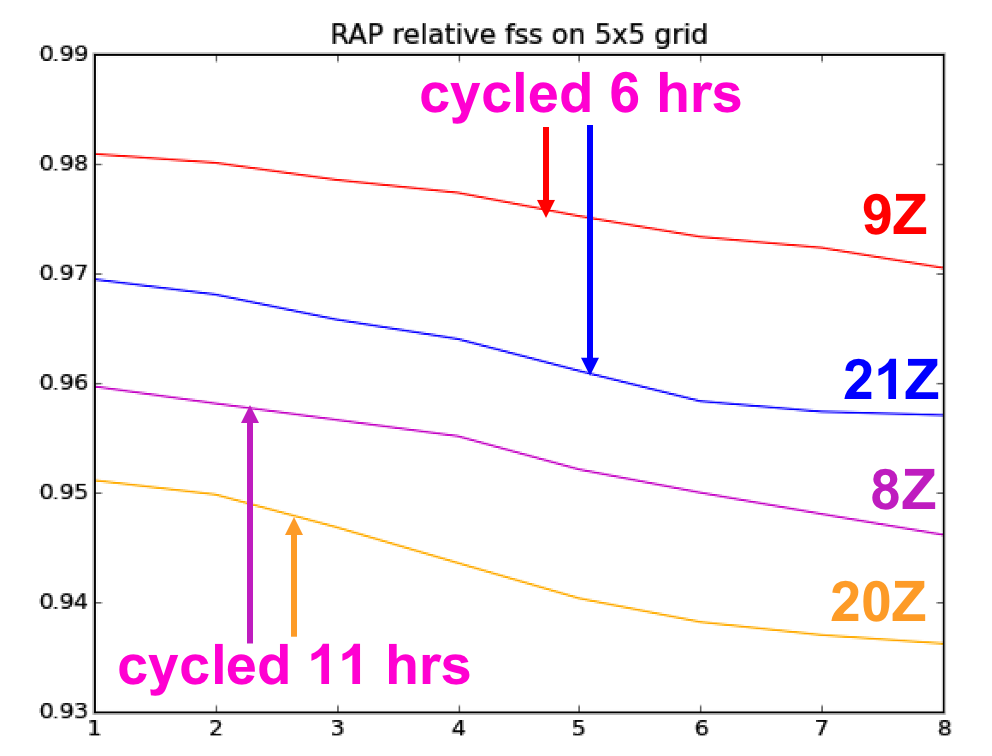 RAP relative fss on 5x5 grid
0.99
cycled 6 hrs
0.98
9Z
0.97
21Z
0.96
8Z
0.95
20Z
0.94
cycled 11 hrs
0.93
1 2 3 4 5 6 7 8